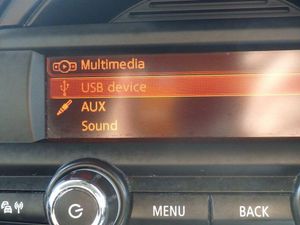 Multimedia
USB device
AUX
Sound
MENU
BACK